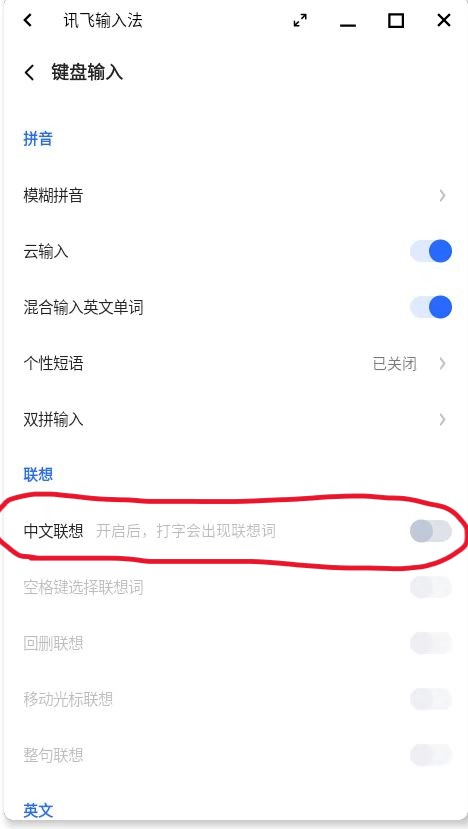 讯飞输入法
键盘输入
拼音
模糊拼音
云输入
混合输入英文单词
个性短语 已关闭
双拼输入
联想
中文联想 开启后，打字会出现联想词
空格键选择联想词
回删联想
移动光标联想
整句联想
英文